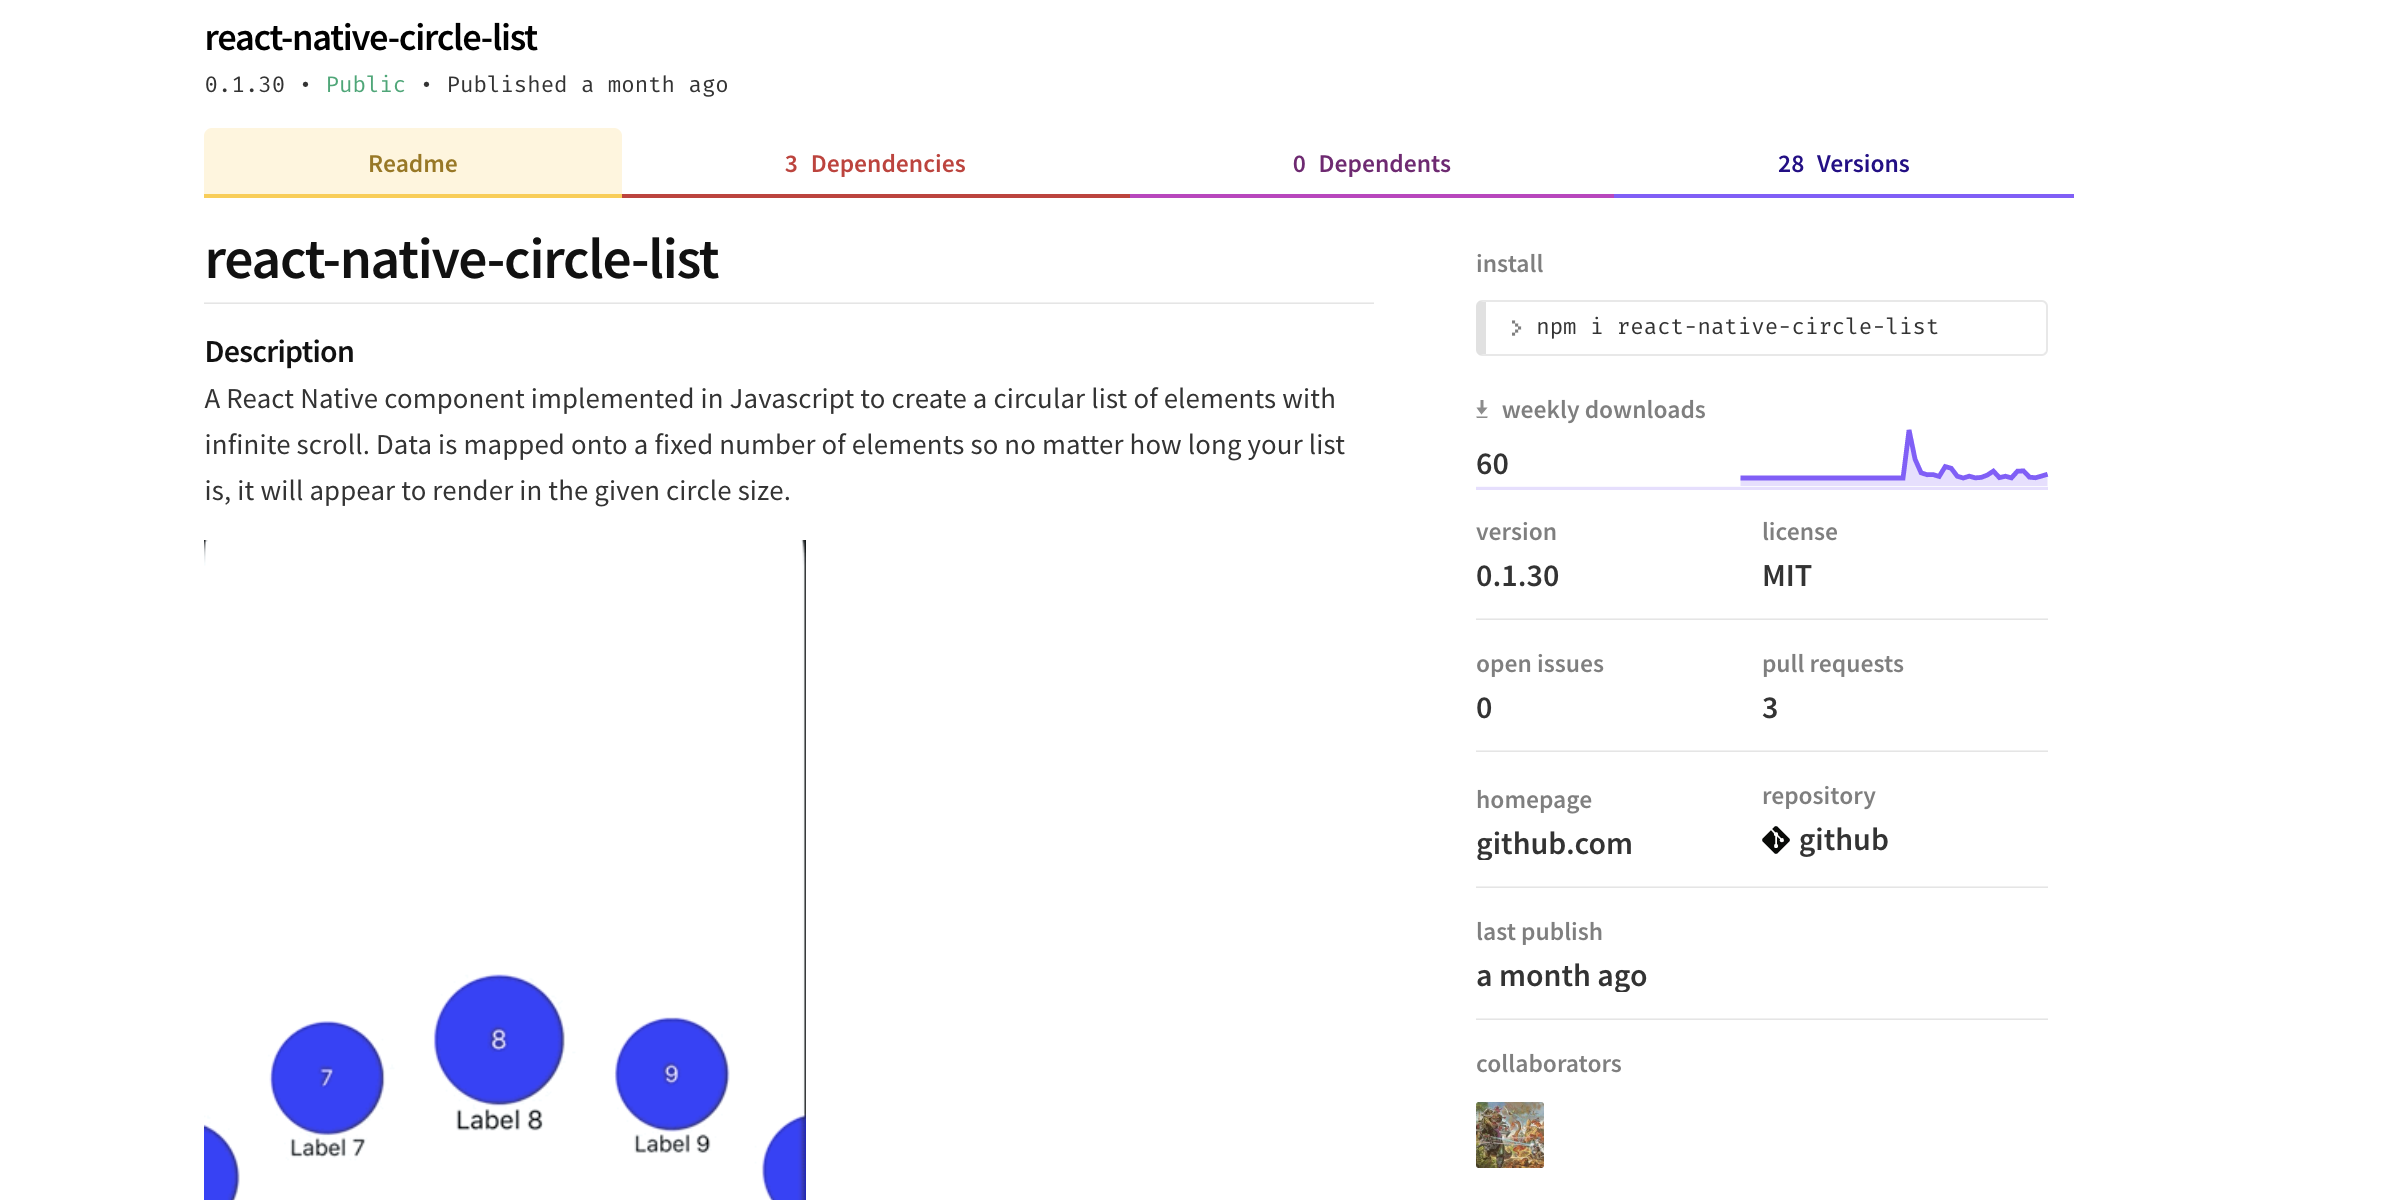 react-native-circle-list
0.1.30 • Public • Published a month ago
Readme
3 Dependencies
0 Dependents
28 Versions
react-native-circle-list
Description
A React Native component implemented in Javascript to create a circular list of elements with
infinite scroll. Data is mapped onto a fixed number of elements so no matter how long your list
is, it will appear to render in the given circle size.
7
8
9
Label 7
Label 8
Label 9
install
> npm i react-native-circle-list
weekly downloads
60
version
0.1.30
license
MIT
open issues
0
pull requests
3
homepage
github.com
repository
github
last publish
a month ago
collaborators